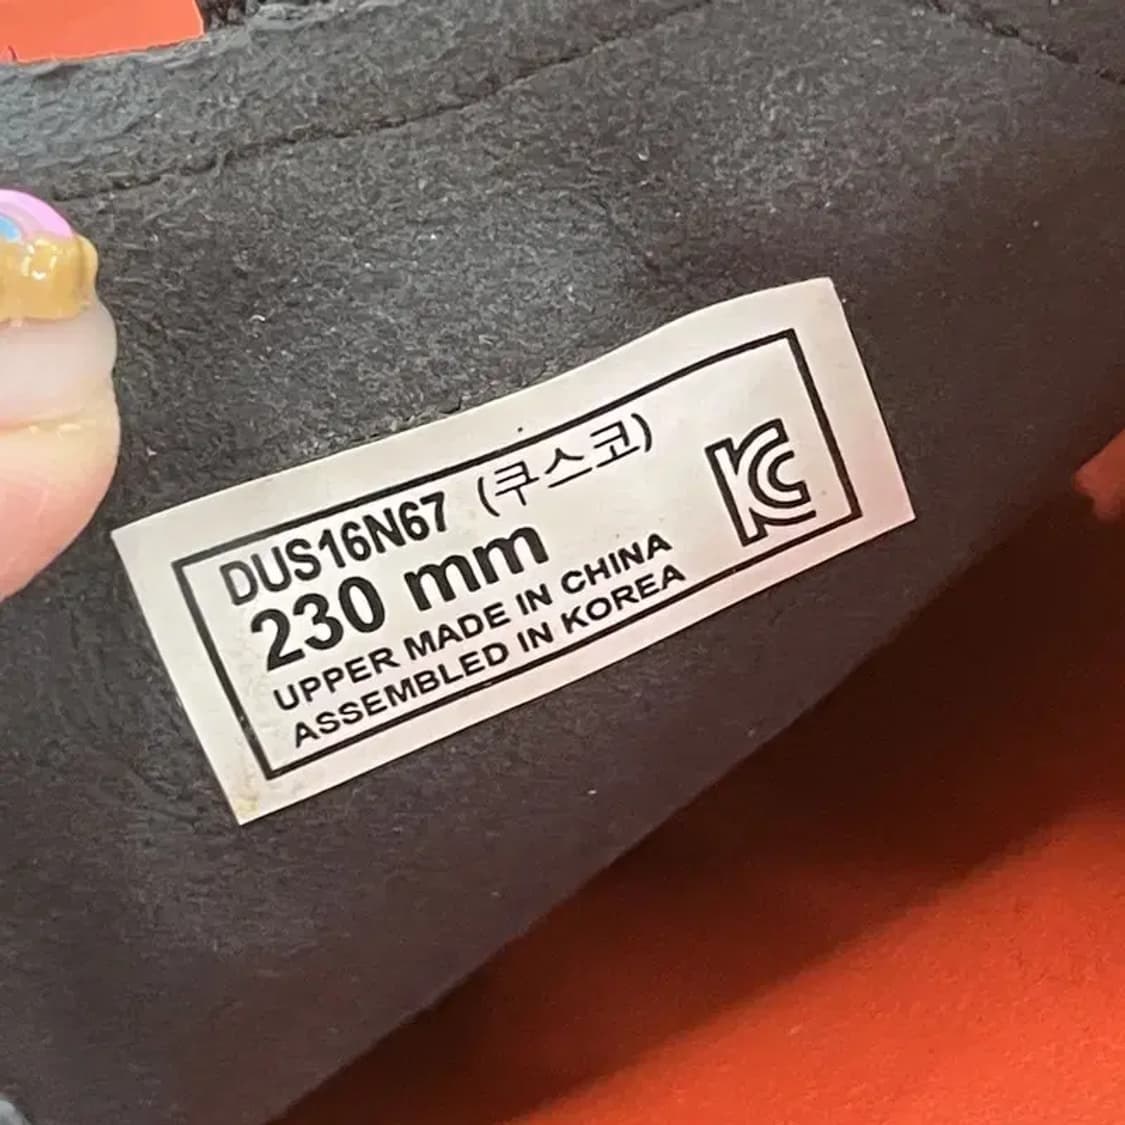 DUS16N67 (쿠스코)
230 mm
UPPER MADE IN CHINA
ASSEMBLED IN KOREA
KC